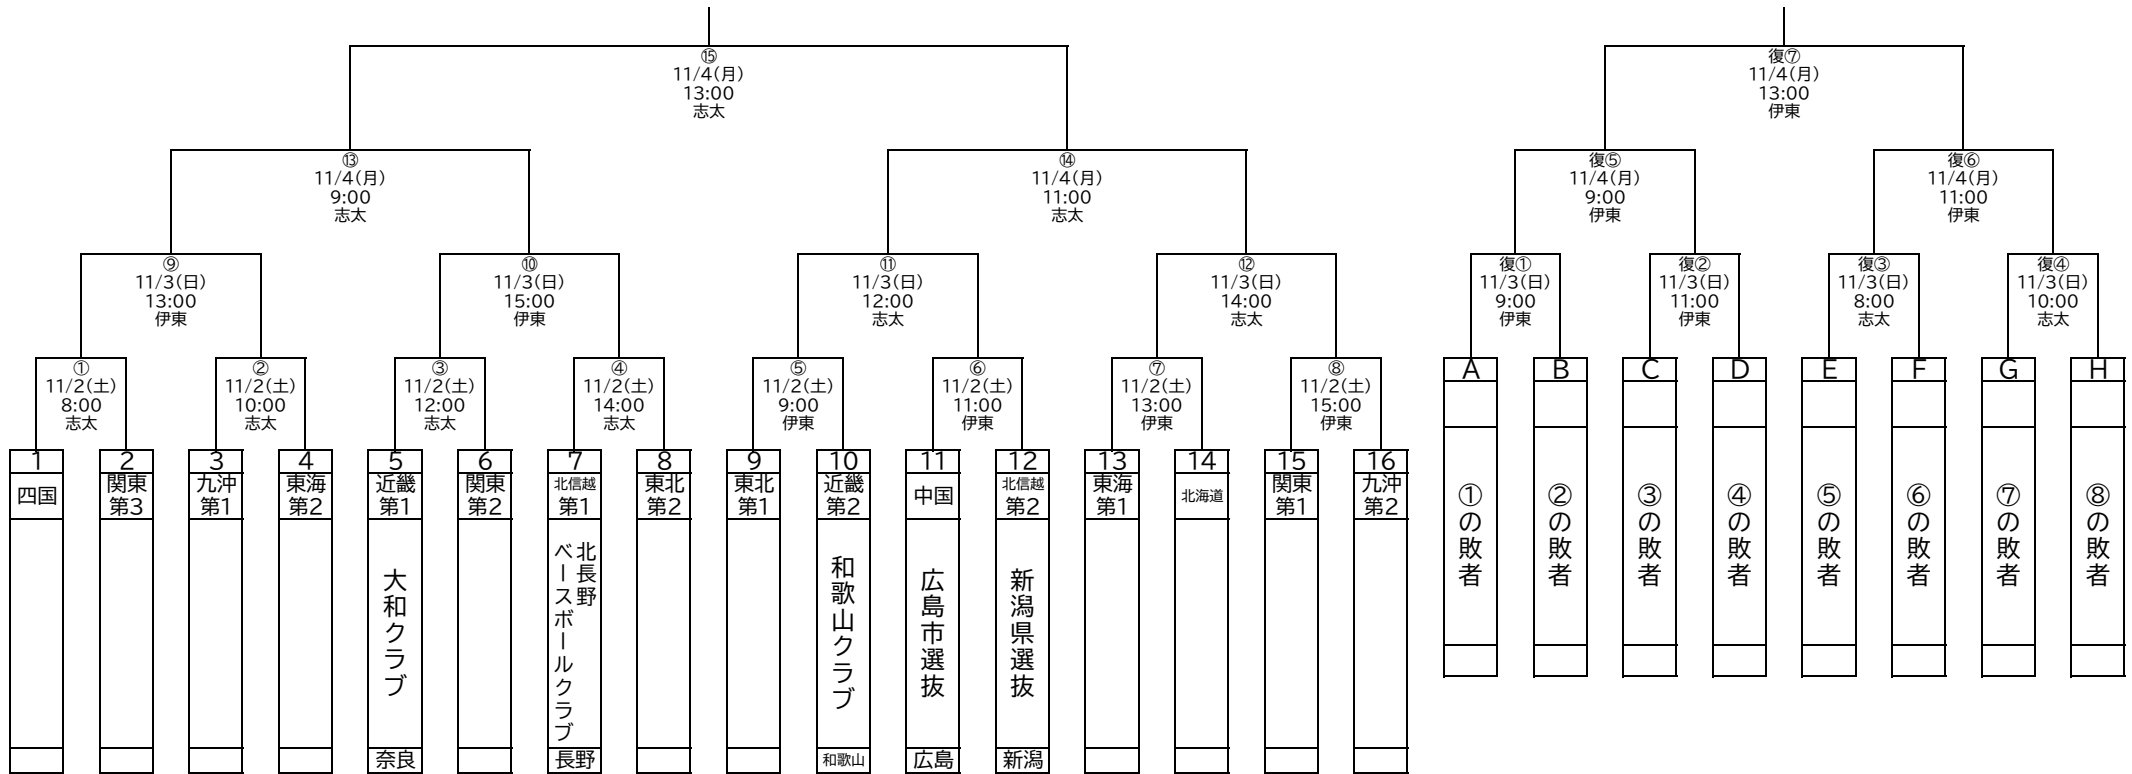 ⑮
11/4(月)
13:00
志太
復⑦
11/4(月)
13:00
伊東
⑬
11/4(月)
9:00
志太
⑭
11/4(月)
11:00
志太
復⑤
11/4(月)
9:00
伊東
復⑥
11/4(月)
11:00
伊東
⑨
11/3(日)
13:00
伊東
⑩
11/3(日)
15:00
伊東
⑪
11/3(日)
12:00
志太
⑫
11/3(日)
14:00
志太
復①
11/3(日)
9:00
伊東
復②
11/3(日)
11:00
伊東
復③
11/3(日)
8:00
志太
復④
11/3(日)
10:00
志太
①
11/2(土)
8:00
志太
②
11/2(土)
10:00
志太
③
11/2(土)
12:00
志太
④
11/2(土)
14:00
志太
⑤
11/2(土)
9:00
伊東
⑥
11/2(土)
11:00
伊東
⑦
11/2(土)
13:00
伊東
⑧
11/2(土)
15:00
伊東
1
四国
2
関東
第3
3
九沖
第1
4
東海
第2
5
近畿
第1
大和クラブ
奈良
6
関東
第2
7
北信越
第1
北長野
ベースボールクラブ
長野
8
東北
第2
9
東北
第1
10
近畿
第2
和歌山クラブ
和歌山
11
中国
広島市選抜
広島
12
北信越
第2
新潟県選抜
新潟
13
東海
第1
14
北海道
15
関東
第1
16
九沖
第2
A
①の敗者
B
②の敗者
C
③の敗者
D
④の敗者
E
⑤の敗者
F
⑥の敗者
G
⑦の敗者
H
⑧の敗者